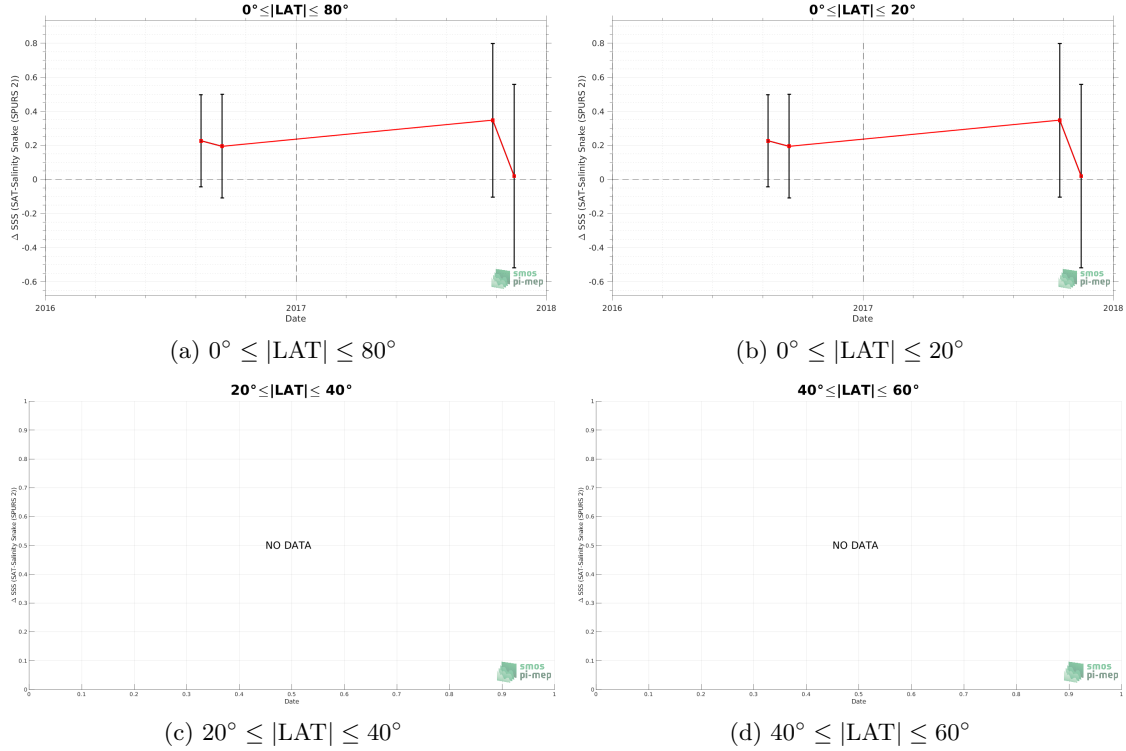 0°≤|LAT|≤ 80°
Δ SSS (SAT-Salinity Snake (SPURS 2))
0.8
0.6
0.4
0.2
0
-0.2
-0.4
-0.6
2016
2017
2018
Date
smos
pi-mep
(a) 0° ≤ |LAT| ≤ 80°
0°≤|LAT|≤ 20°
Δ SSS (SAT-Salinity Snake (SPURS 2))
0.8
0.6
0.4
0.2
0
-0.2
-0.4
-0.6
2016
2017
2018
Date
smos
pi-mep
(b) 0° ≤ |LAT| ≤ 20°
20°≤|LAT|≤ 40°
Δ SSS (SAT-Salinity Snake (SPURS 2))
1
0.9
0.8
0.7
0.6
0.5
0.4
0.3
0.2
0.1
0
NO DATA
0 0.1 0.2 0.3 0.4 0.5 0.6 0.7 0.8 0.9 1
Date
smos
pi-mep
(c) 20° ≤ |LAT| ≤ 40°
40°≤|LAT|≤ 60°
Δ SSS (SAT-Salinity Snake (SPURS 2))
1
0.9
0.8
0.7
0.6
0.5
0.4
0.3
0.2
0.1
0
NO DATA
0 0.1 0.2 0.3 0.4 0.5 0.6 0.7 0.8 0.9 1
Date
smos
pi-mep
(d) 40° ≤ |LAT| ≤ 60°